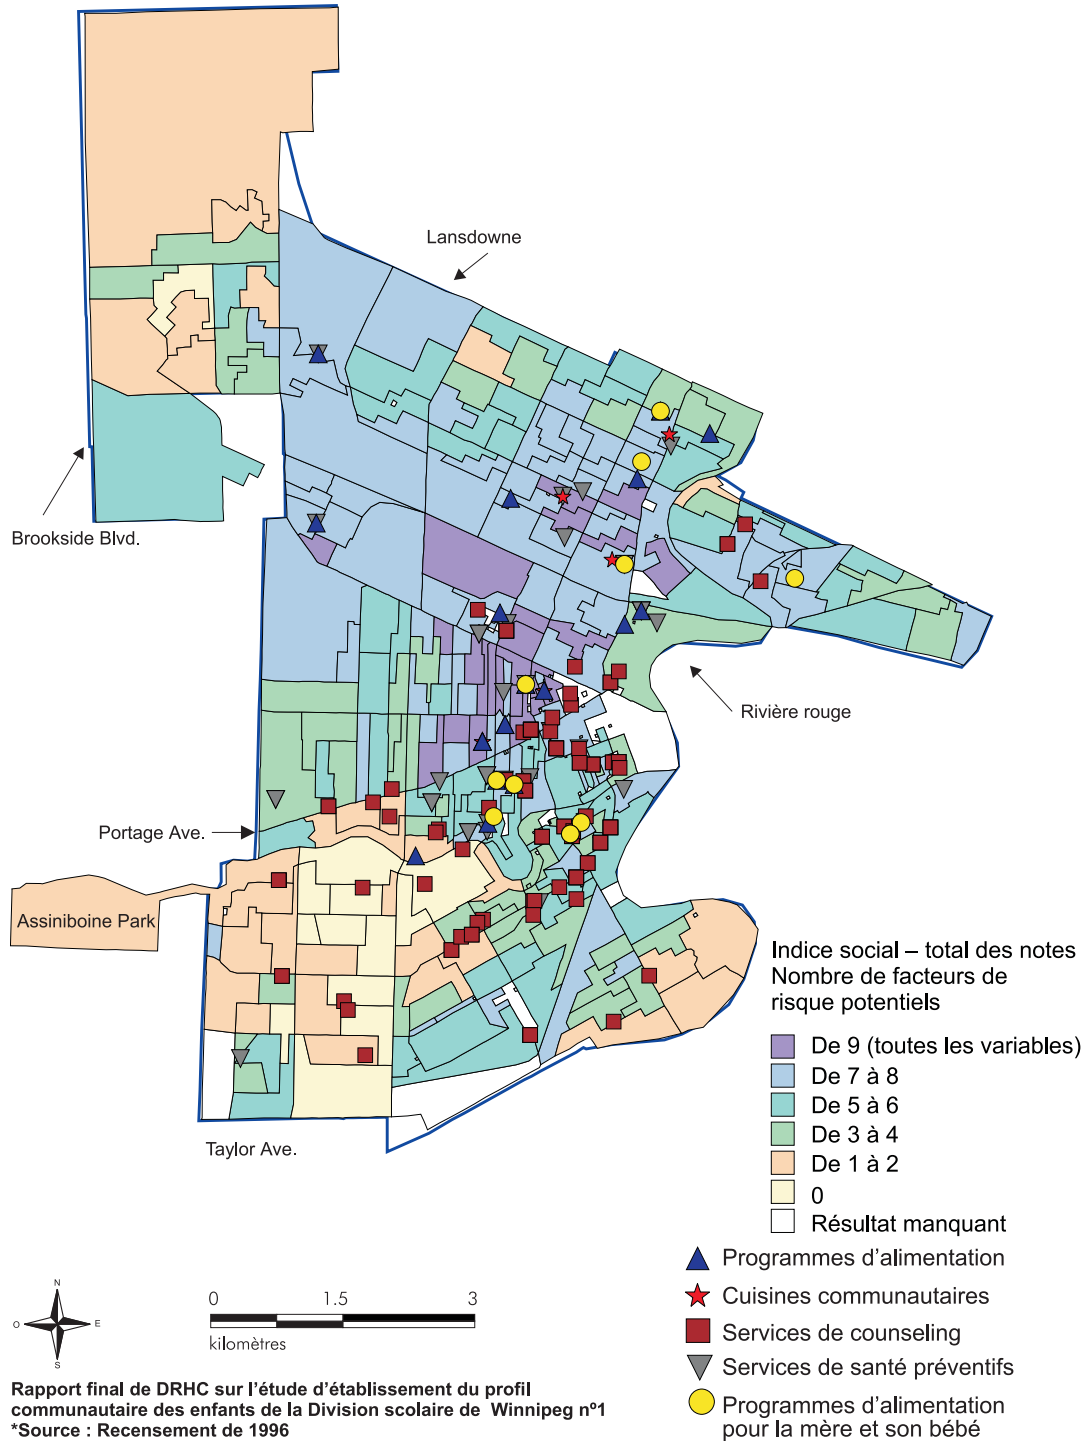 Lansdowne
Brookside Blvd.
Rivière rouge
Portage Ave.
Assiniboine Park
Taylor Ave.
Indice social – total des notes
Nombre de facteurs de
risque potentiels
De 9 (toutes les variables)
De 7 à 8
De 5 à 6
De 3 à 4
De 1 à 2
0
Résultat manquant
Programmes d'alimentation
Cuisines communautaires
Services de counseling
Services de santé préventifs
Programmes d'alimentation
pour la mère et son bébé
N
O E
S
0 1.5 3
kilomètres
Rapport final de DRHC sur l'étude d'établissement du profil
communautaire des enfants de la Division scolaire de Winnipeg nº1
*Source : Recensement de 1996